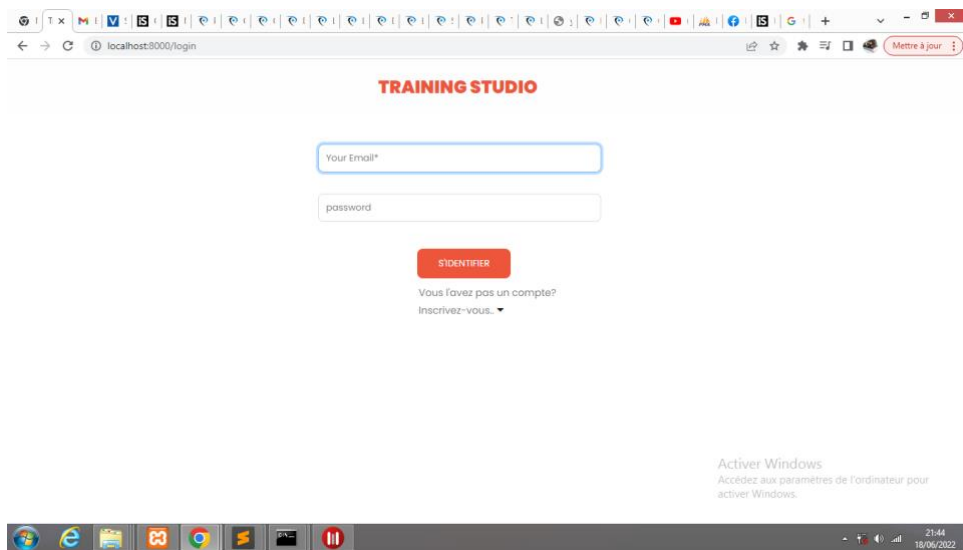 localhost:8000/login
Mettre à jour
TRAINING STUDIO
Your Email*
password
S'IDENTIFIER
Vous l'avez pas un compte?
Inscrivez-vous..
Activer Windows
Accédez aux paramètres de l'ordinateur pour
activer Windows.
21:44
18/06/2022